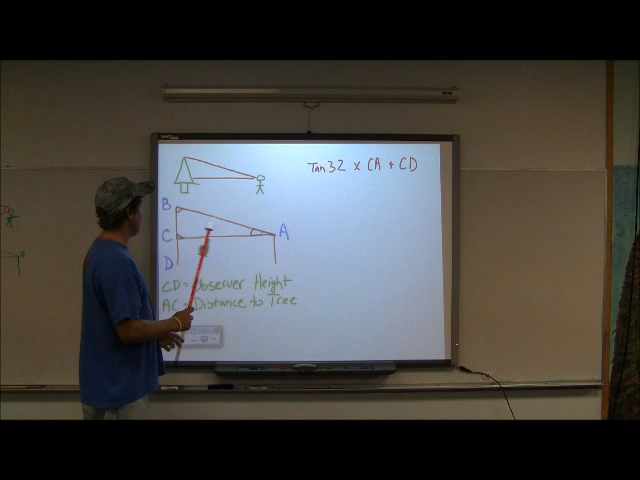 Tan 32 x CA + CD
B
C
A
D
CD = Observer Height
AC = Distance to Tree